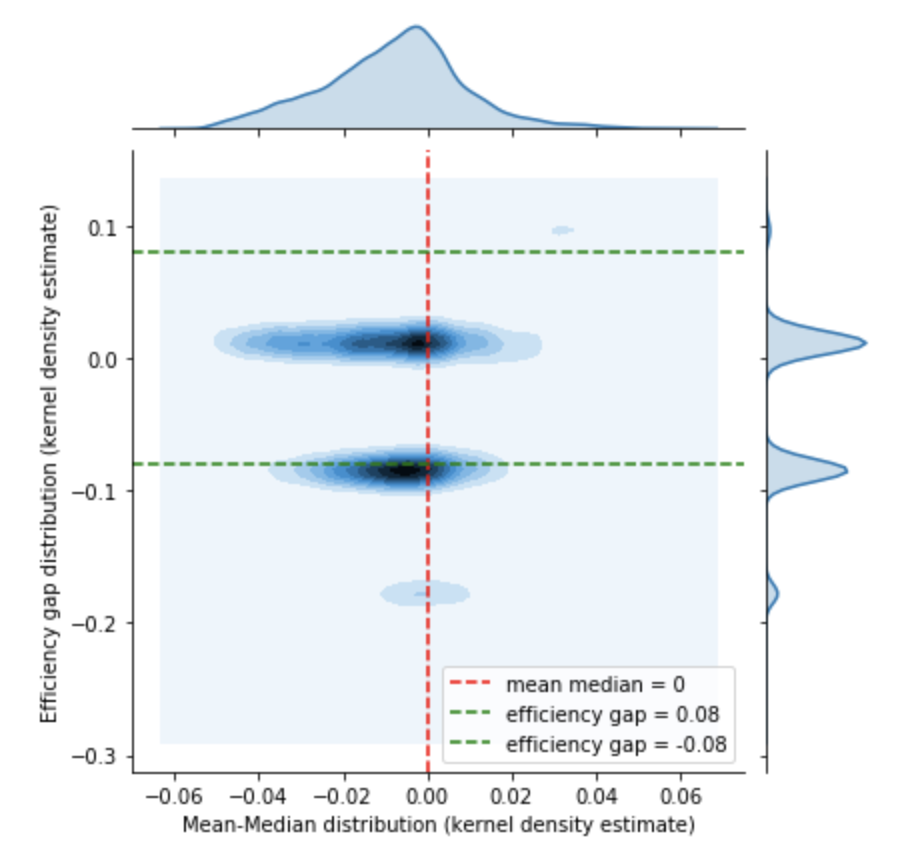 Efficiency gap distribution (kernel density estimate)
0.1
0.0
−0.1
−0.2
−0.3
mean median = 0
efficiency gap = 0.08
efficiency gap = -0.08
−0.06 −0.04 −0.02 0.00 0.02 0.04 0.06
Mean-Median distribution (kernel density estimate)